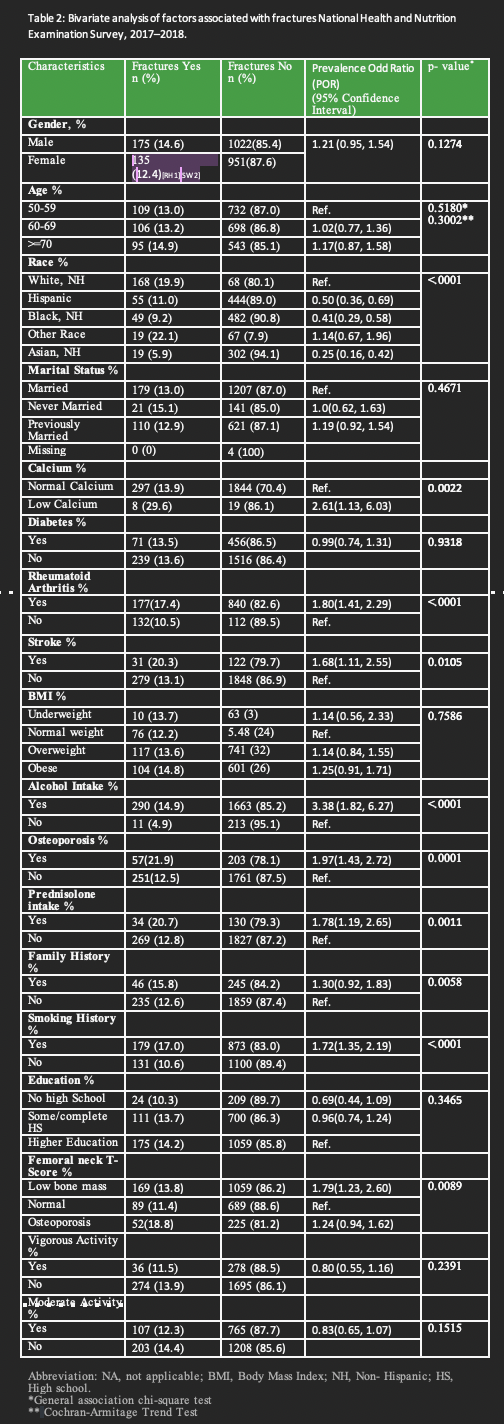 Table 2: Bivariate analysis of factors associated with fractures National Health and Nutrition
Examination Survey, 2017–2018.
Characteristics Fractures Yes n (%) Fractures No n (%) Prevalence Odd Ratio (POR) (95% Confidence Interval) p- value*
Gender, %
Male 175 (14.6) 1022(85.4) 1.21 (0.95, 1.54) 0.1274
Female 135 (12.4)[RH1][SW2] 951(87.6)
Age %
50-59 109 (13.0) 732 (87.0) Ref. 0.5180*
60-69 106 (13.2) 698 (86.8) 1.02(0.77, 1.36) 0.3002**
>=70 95 (14.9) 543 (85.1) 1.17(0.87, 1.58)
Race %
White, NH 168 (19.9) 68 (80.1) Ref. <0001
Hispanic 55 (11.0) 444(89.0) 0.50 (0.36, 0.69)
Black, NH 49 (9.2) 482 (90.8) 0.41(0.29, 0.58)
Other Race 19 (22.1) 67 (7.9) 1.14(0.67, 1.96)
Asian, NH 19 (5.9) 302 (94.1) 0.25 (0.16, 0.42)
Marital Status %
Married 179 (13.0) 1207 (87.0) Ref. 0.4671
Never Married 21 (15.1) 141 (85.0) 1.0(0.62, 1.63)
Previously Married 110 (12.9) 621 (87.1) 1.19 (0.92, 1.54)
Missing 0 (0) 4 (100)
Calcium %
Normal Calcium 297 (13.9) 1844 (70.4) Ref. 0.0022
Low Calcium 8 (29.6) 19 (86.1) 2.61(1.13, 6.03)
Diabetes %
Yes 71 (13.5) 456(86.5) 0.99(0.74, 1.31) 0.9318
No 239 (13.6) 1516 (86.4)
Rheumatoid Arthritis %
Yes 177(17.4) 840 (82.6) 1.80(1.41, 2.29) <0001
No 132(10.5) 112 (89.5) Ref.
Stroke %
Yes 31 (20.3) 122 (79.7) 1.68(1.11, 2.55) 0.0105
No 279 (13.1) 1848 (86.9) Ref.
BMI %
Underweight 10 (13.7) 63 (3) 1.14 (0.56, 2.33) 0.7586
Normal weight 76 (12.2) 5.48 (24) Ref.
Overweight 117 (13.6) 741 (32) 1.14 (0.84, 1.55)
Obese 104 (14.8) 601 (26) 1.25(0.91, 1.71)
Alcohol Intake %
Yes 290 (14.9) 1663 (85.2) 3.38 (1.82, 6.27) <0001
No 11 (4.9) 213 (95.1) Ref.
Osteoporosis %
Yes 57(21.9) 203 (78.1) 1.97(1.43, 2.72) 0.0001
No 251(12.5) 1761 (87.5) Ref.
Prednisolone intake %
Yes 34 (20.7) 130 (79.3) 1.78(1.19, 2.65) 0.0011
No 269 (12.8) 1827 (87.2) Ref.
Family History %
Yes 46 (15.8) 245 (84.2) 1.30(0.92, 1.83) 0.0058
No 235 (12.6) 1859 (87.4) Ref.
Smoking History %
Yes 179 (17.0) 873 (83.0) 1.72(1.35, 2.19) <0001
No 131 (10.6) 1100 (89.4)
Education %
No high School 24 (10.3) 209 (89.7) 0.69(0.44, 1.09) 0.3465
Some/complete HS 111 (13.7) 700 (86.3) 0.96(0.74, 1.24)
Higher Education 175 (14.2) 1059 (85.8) Ref.
Femoral neck T-Score %
Low bone mass 169 (13.8) 1059 (86.2) 1.79(1.23, 2.60) 0.0089
Normal 89 (11.4) 689 (88.6) Ref.
Osteoporosis 52(18.8) 225 (81.2) 1.24 (0.94, 1.62)
Vigorous Activity %
Yes 36 (11.5) 278 (88.5) 0.80 (0.55, 1.16) 0.2391
No 274 (13.9) 1695 (86.1)
Moderate Activity %
Yes 107 (12.3) 765 (87.7) 0.83(0.65, 1.07) 0.1515
No 203 (14.4) 1208 (85.6)
Abbreviation: NA, not applicable; BMI, Body Mass Index; NH, Non- Hispanic; HS,
High school.
*General association chi-square test
** Cochran-Armitage Trend Test